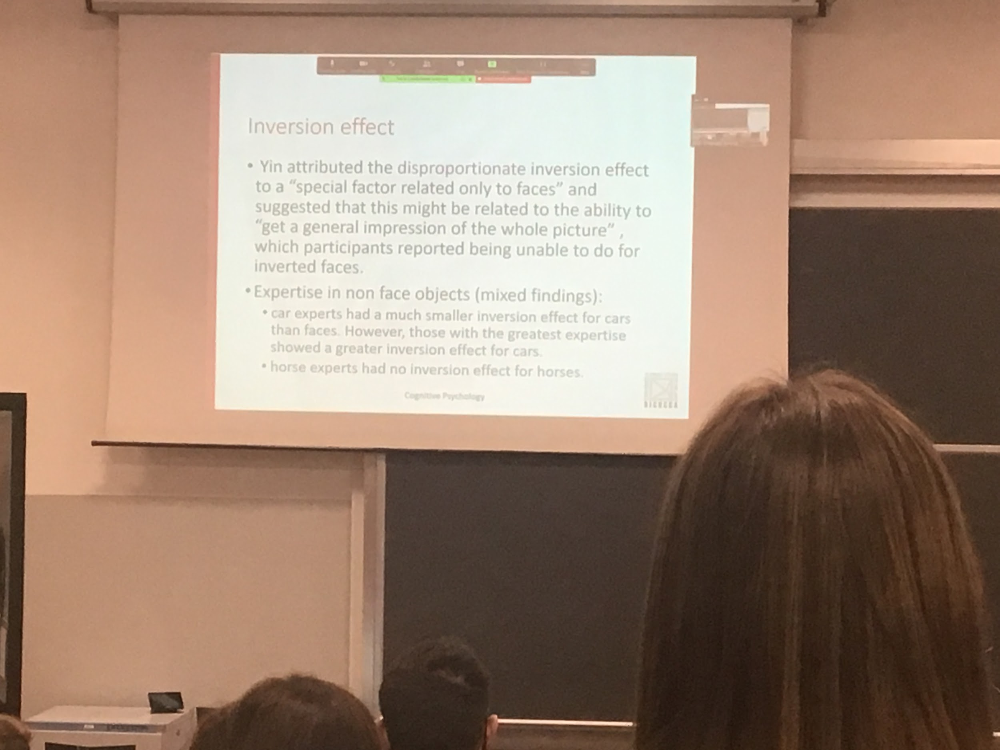 Inversion effect
• Yin attributed the disproportionate inversion effect
to a “special factor related only to faces” and
suggested that this might be related to the ability to
“get a general impression of the whole picture” ,
which participants reported being unable to do for
inverted faces.
• Expertise in non face objects (mixed findings):
• car experts had a much smaller inversion effect for cars
than faces. However, those with the greatest expertise
showed a greater inversion effect for cars.
• horse experts had no inversion effect for horses.
Cognitive Psychology
BICOCCA